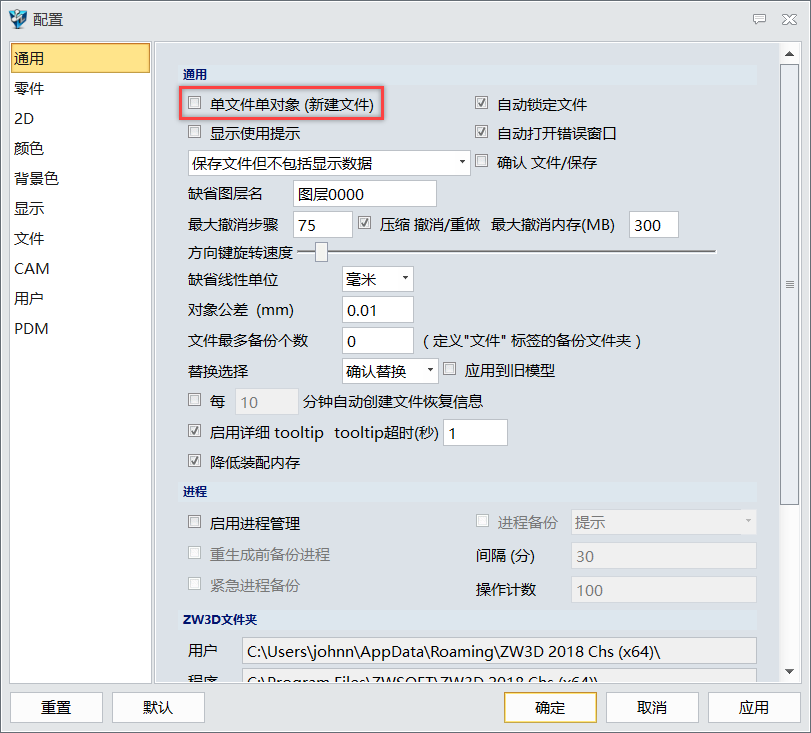 配置
通用
零件
2D
颜色
背景色
显示
文件
CAM
用户
PDM
通用
单文件单对象 (新建文件)
自动锁定文件
显示使用提示
自动打开错误窗口
保存文件但不包括显示数据
确认 文件/保存
缺省图层名 图层0000
最大撤消步骤 75 压缩 撤消/重做 最大撤消内存(MB) 300
方向键旋转速度
缺省线性单位 毫米
对象公差 (mm) 0.01
文件最多备份个数 0 ( 定义"文件" 标签的备份文件夹 )
替换选择 确认替换 应用到旧模型
每 10 分钟自动创建文件恢复信息
启用详细 tooltip tooltip超时(秒) 1
降低装配内存
进程
启用进程管理 进程备份 提示
重生成前备份进程 间隔 (分) 30
紧急进程备份 操作计数 100
ZW3D文件夹
用户 C:\Users\johnn\AppData\Roaming\ZW3D 2018 Chs (x64)\
程序 C:\Program Files\ZWSOFT\ZW3D 2018 Chs (x64)\
重置 默认 确定 取消 应用